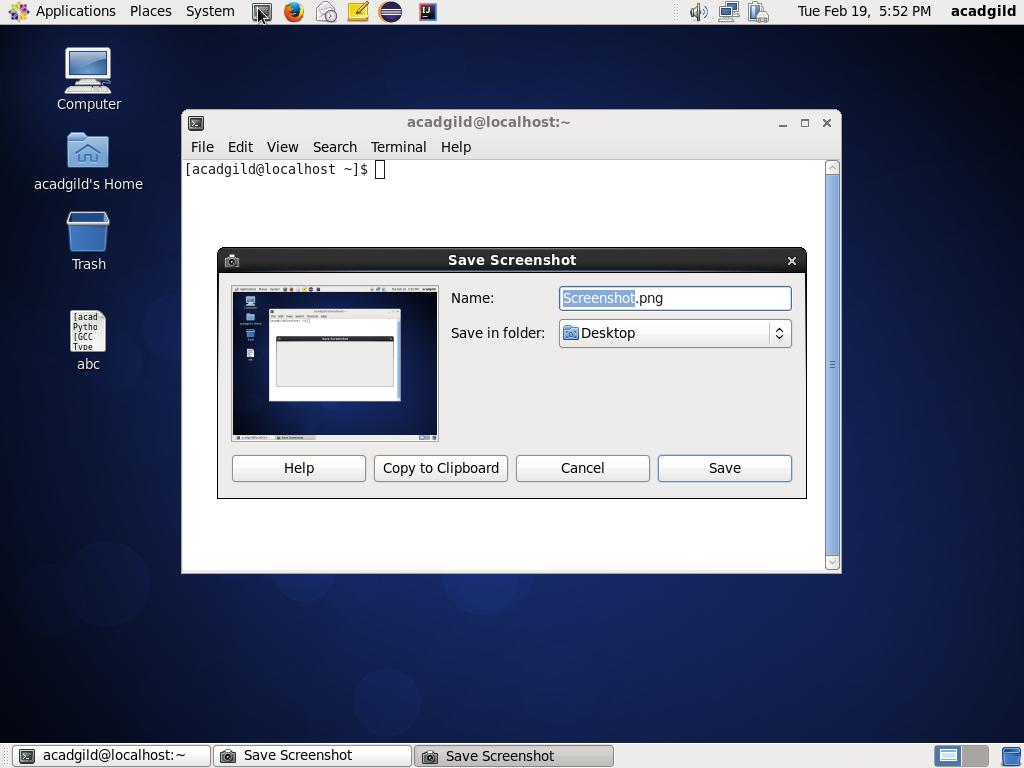 Applications Places System Tue Feb 19, 5:52 PM acadgild
Computer
acadgild's Home
Trash
[acad
Pytho
[GCC
Type
abc
acadgild@localhost:~
File Edit View Search Terminal Help
[acadgild@localhost ~]$
Save Screenshot
Name: Screenshot.png
Save in folder: Desktop
Help Copy to Clipboard Cancel Save
acadgild@localhost:~ Save Screenshot Save Screenshot